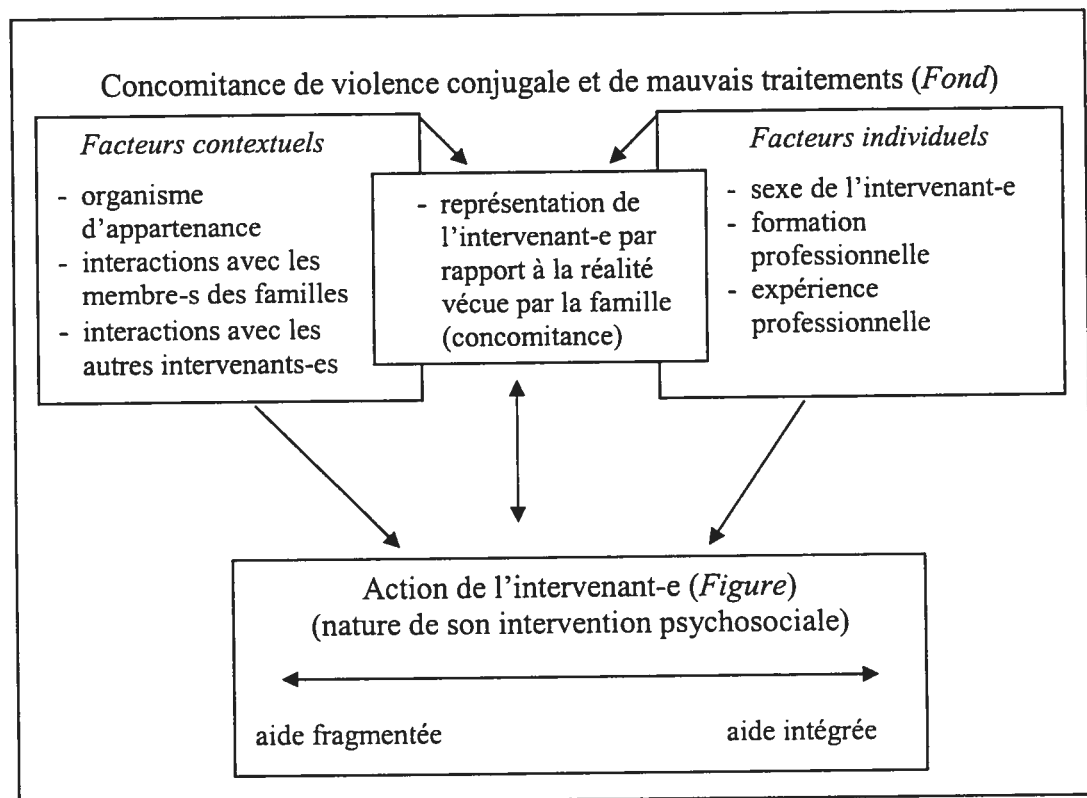 Concomitance de violence conjugale et de mauvais traitements (Fond)
Facteurs contextuels
- organisme
d'appartenance
- interactions avec les
membre-s des familles
- interactions avec les
autres intervenants-es
- représentation de
l'intervenant-e par
rapport à la réalité
vécue par la famille
(concomitance)
Facteurs individuels
- sexe de l'intervenant-e
- formation
professionnelle
- expérience
professionnelle
Action de l'intervenant-e (Figure)
(nature de son intervention psychosociale)
aide fragmentée
aide intégrée